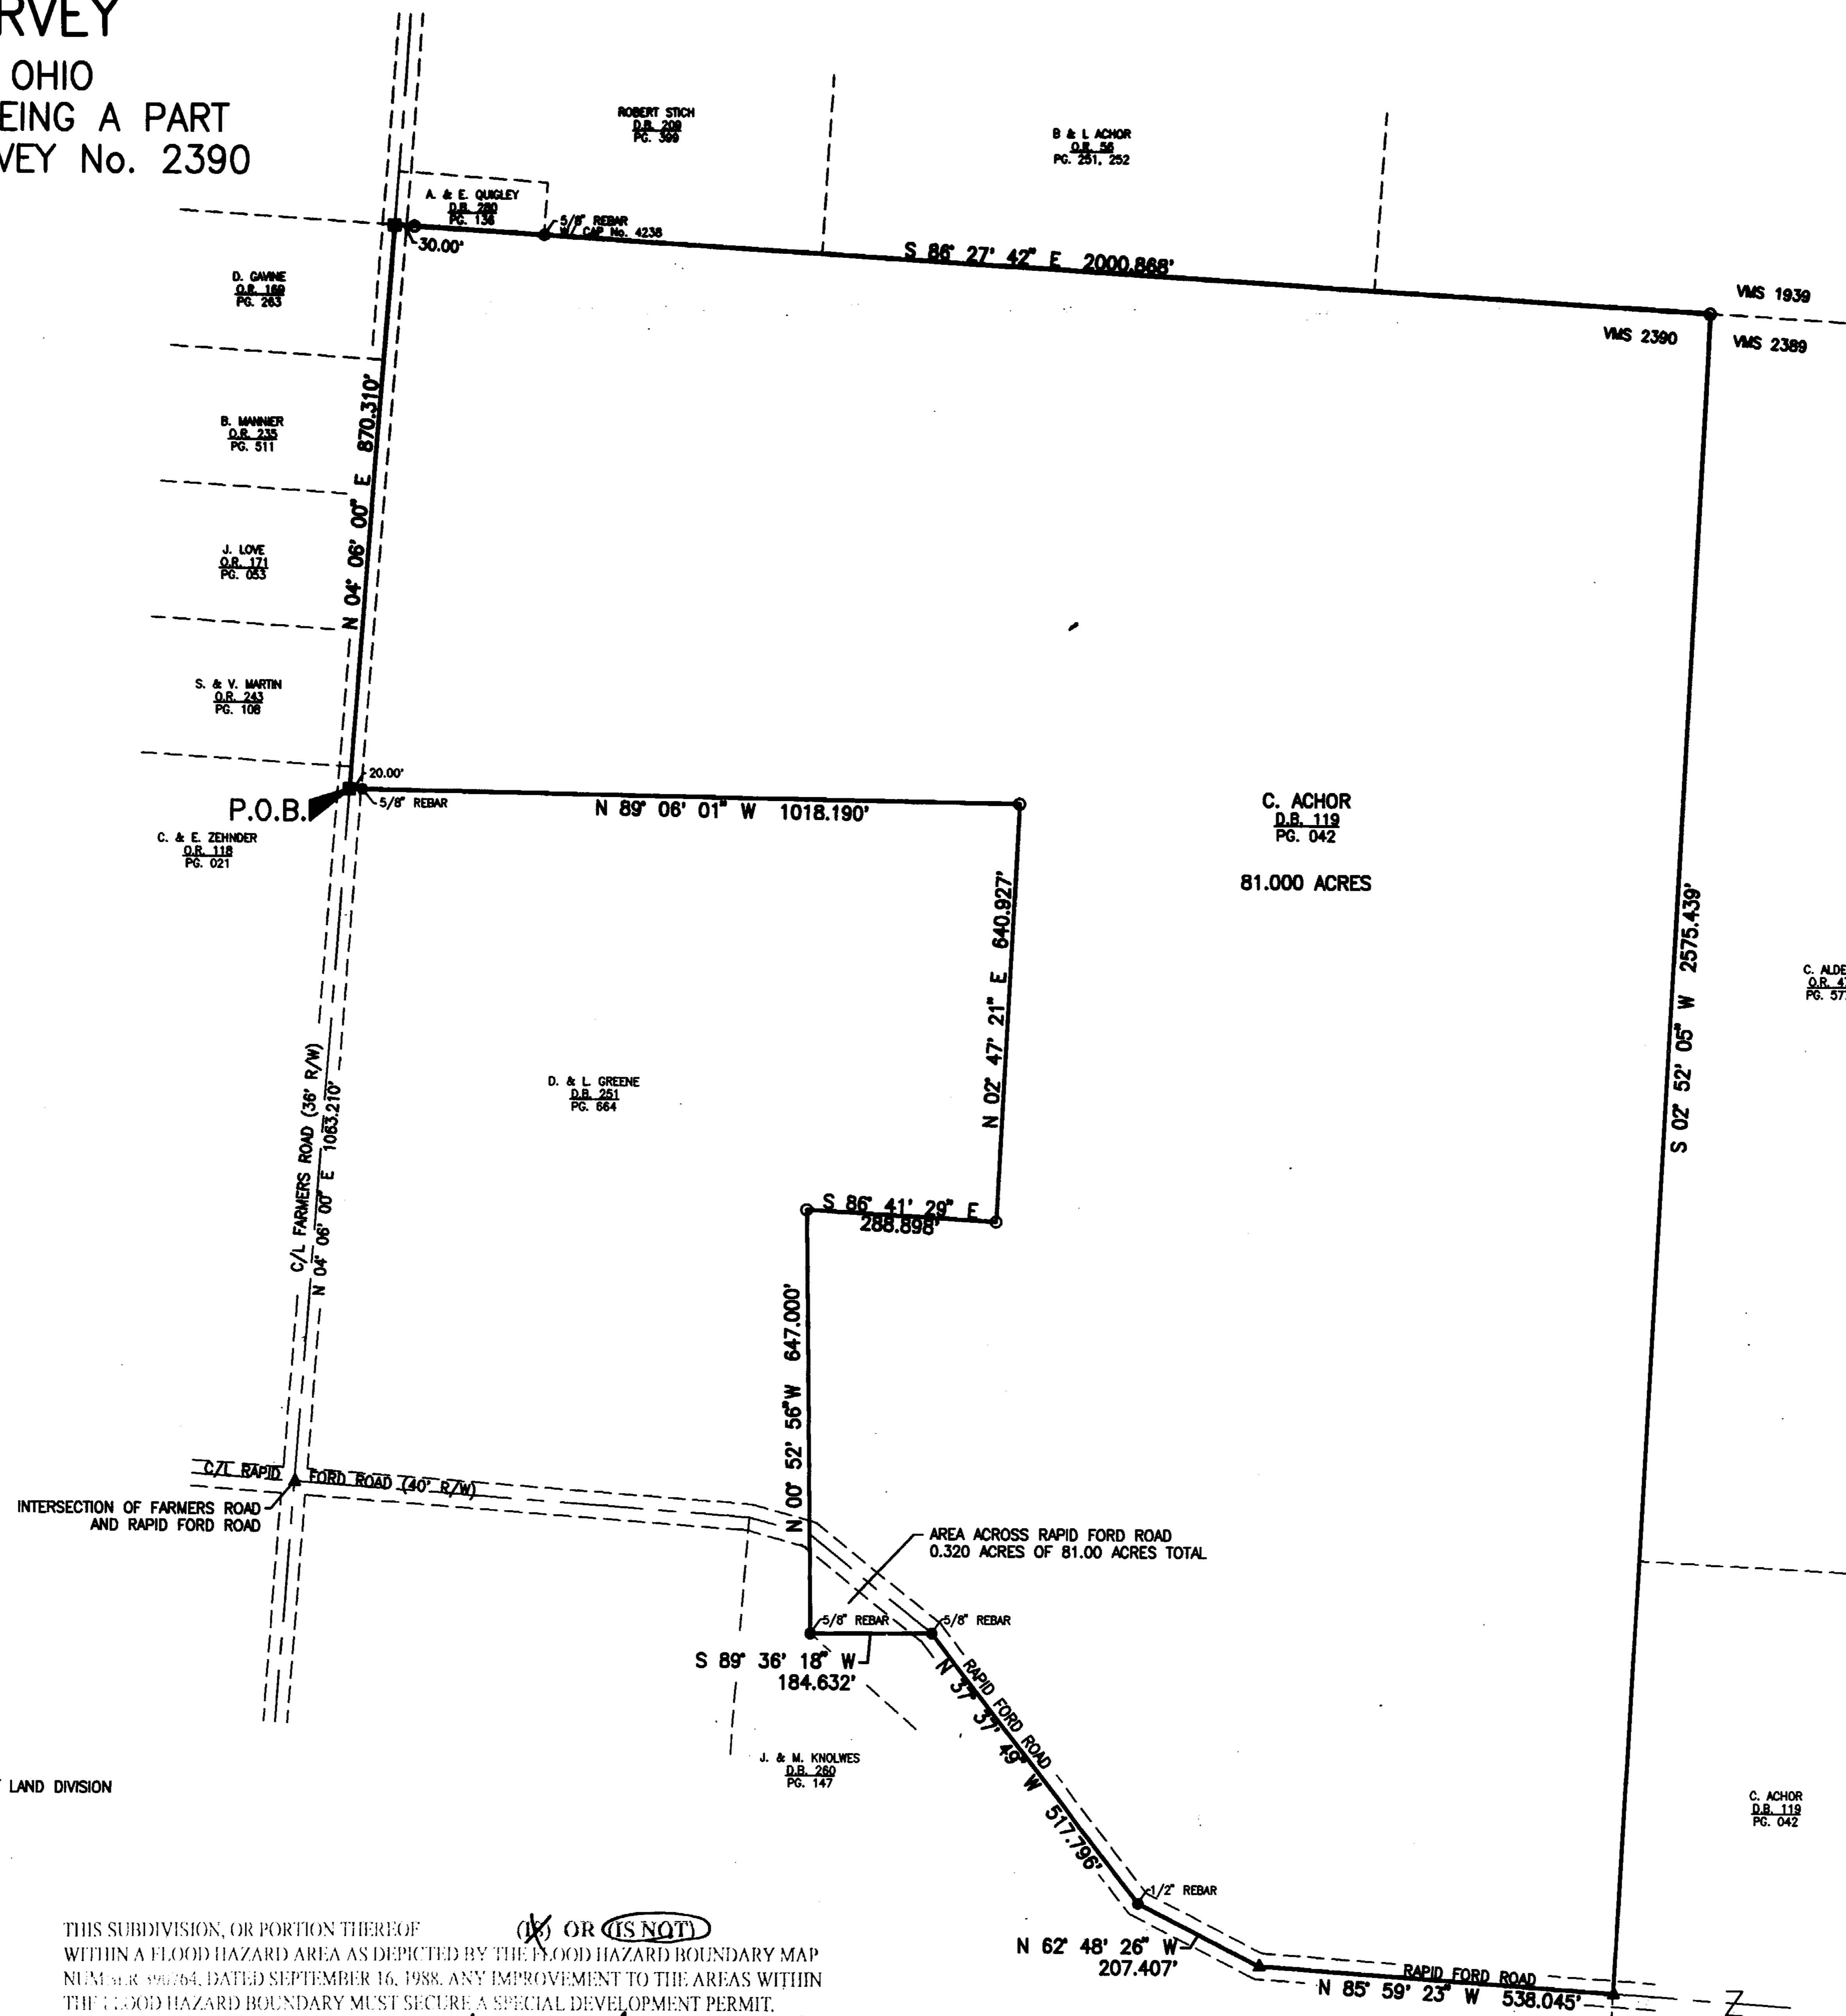 RVEY
OHIO
EING A PART
VEY No. 2390
ROBERT STICH
D.B. 209
PG. 399
B & L ACHOR
O.R. 56
PG. 251, 252
A. & E. QUIGLEY
D.B. 280
PG. 136
5/8" REBAR
W/ CAP No. 4238
30.00'
S 86° 27' 42" E 2000.868'
VMS 1939
VMS 2390
VMS 2389
D. GAVINE
O.R. 169
PG. 263
B. MANNIER
O.R. 235
PG. 511
N 04° 06' 00" E 870.310'
J. LOVE
O.R. 171
PG. 053
S. & V. MARTIN
O.R. 243
PG. 108
20.00'
5/8" REBAR
P.O.B.
N 89° 06' 01" W 1018.190'
C. & E. ZEHNDER
O.R. 118
PG. 021
C. ACHOR
D.B. 119
PG. 042
81.000 ACRES
N 02° 47' 21" E 640.927'
S 02° 52' 05" W 2575.439'
C. ALDE
O.R. 4
PG. 57
D. & L. GREENE
D.B. 251
PG. 664
C/L FARMERS ROAD (36' R/W)
N 04° 06' 00" E 1063.210'
S 86° 41' 29" E
288.898'
N 00° 52' 56" W 647.000'
C/L RAPID FORD ROAD (40' R/W)
INTERSECTION OF FARMERS ROAD
AND RAPID FORD ROAD
AREA ACROSS RAPID FORD ROAD
0.320 ACRES OF 81.00 ACRES TOTAL
5/8" REBAR
5/8" REBAR
S 89° 36' 18" W
184.632'
RAPID FORD ROAD
N 37° 37' 49" W 517.796'
J. & M. KNOLWES
D.B. 260
PG. 147
LAND DIVISION
C. ACHOR
D.B. 119
PG. 042
1/2" REBAR
N 62° 48' 26" W
207.407'
RAPID FORD ROAD
N 85° 59' 23" W 538.045'
THIS SUBDIVISION, OR PORTION THEREOF (IS) OR (IS NOT)
WITHIN A FLOOD HAZARD AREA AS DEPICTED BY THE FLOOD HAZARD BOUNDARY MAP
NUMBER 390764, DATED SEPTEMBER 16, 1988. ANY IMPROVEMENT TO THE AREAS WITHIN
THE FLOOD HAZARD BOUNDARY MUST SECURE A SPECIAL DEVELOPMENT PERMIT.